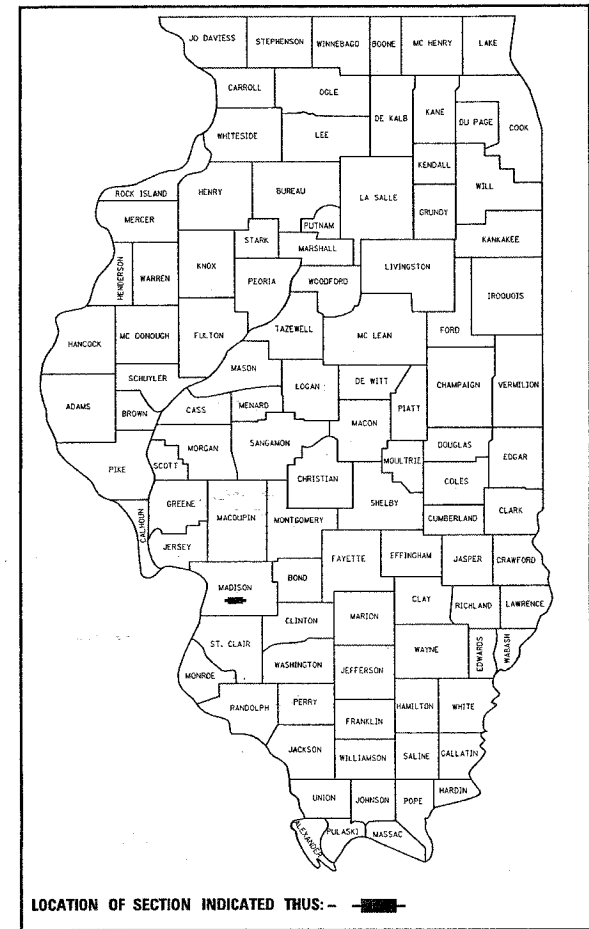 JO DAVIESS
STEPHENSON
WINNEBAGO
BOONE
MC HENRY
LAKE
CARROLL
OGLE
DE KALB
KANE
DU PAGE
COOK
WHITESIDE
LEE
KENDALL
WILL
ROCK ISLAND
HENRY
BUREAU
LA SALLE
GRUNDY
MERCER
PUTNAM
KANKAKEE
STARK
MARSHALL
HENDERSON
WARREN
KNOX
PEORIA
WOODFORD
LIVINGSTON
IROQUOIS
TAZEWELL
MC LEAN
FORD
HANCOCK
MC DONOUGH
FULTON
MASON
SCHUYLER
LOGAN
DE WITT
CHAMPAIGN
VERMILION
ADAMS
BROWN
CASS
MENARD
PIATT
MACON
MORGAN
SANGAMON
DOUGLAS
EDGAR
PIKE
SCOTT
CHRISTIAN
MOULTRIE
COLES
SHELBY
GREENE
MACOUPIN
MONTGOMERY
CUMBERLAND
CLARK
CALHOUN
JERSEY
FAYETTE
EFFINGHAM
JASPER
CRAWFORD
MADISON
BOND
CLAY
RICHLAND
LAWRENCE
CLINTON
MARION
ST. CLAIR
WAYNE
EDWARDS
WABASH
WASHINGTON
JEFFERSON
MONROE
RANDOLPH
PERRY
HAMILTON
WHITE
FRANKLIN
JACKSON
WILLIAMSON
SALINE
GALLATIN
HARDIN
UNION
JOHNSON
POPE
ALEXANDER
PULASKI
MASSAC
LOCATION OF SECTION INDICATED THUS: -